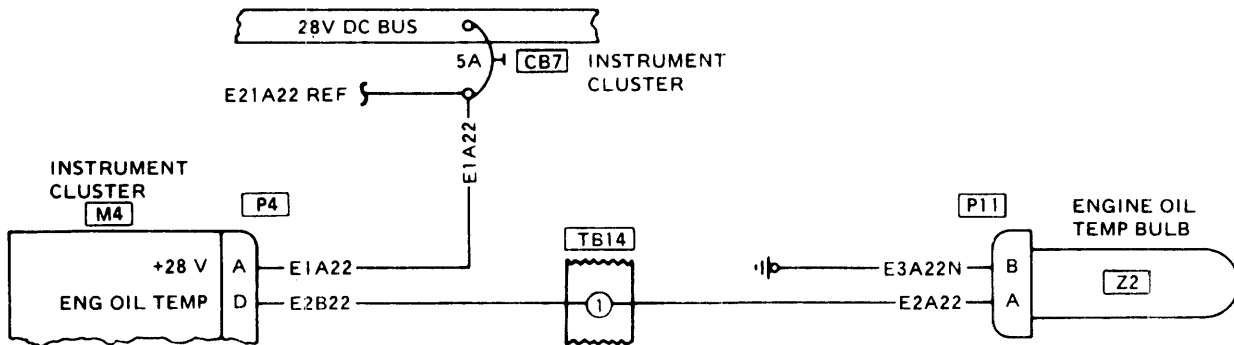 28V DC BUS
5A
CB7
INSTRUMENT
CLUSTER
E21A22 REF
E1A22
INSTRUMENT
CLUSTER
M4
P4
+28 V
A
E1A22
ENG OIL TEMP
D
E2B22
TB14
1
P11
ENGINE OIL
TEMP BULB
E3A22N
B
E2A22
A
Z2